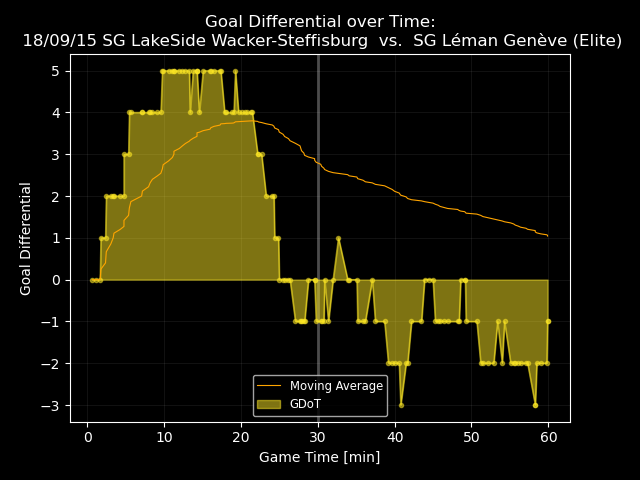 Goal Differential over Time:
18/09/15 SG LakeSide Wacker-Steffisburg  vs.  SG Léman Genève (Elite)
5
4
3
2
1
0
−1
−2
−3
Goal Differential
Moving Average
GDoT
0 10 20 30 40 50 60
Game Time [min]